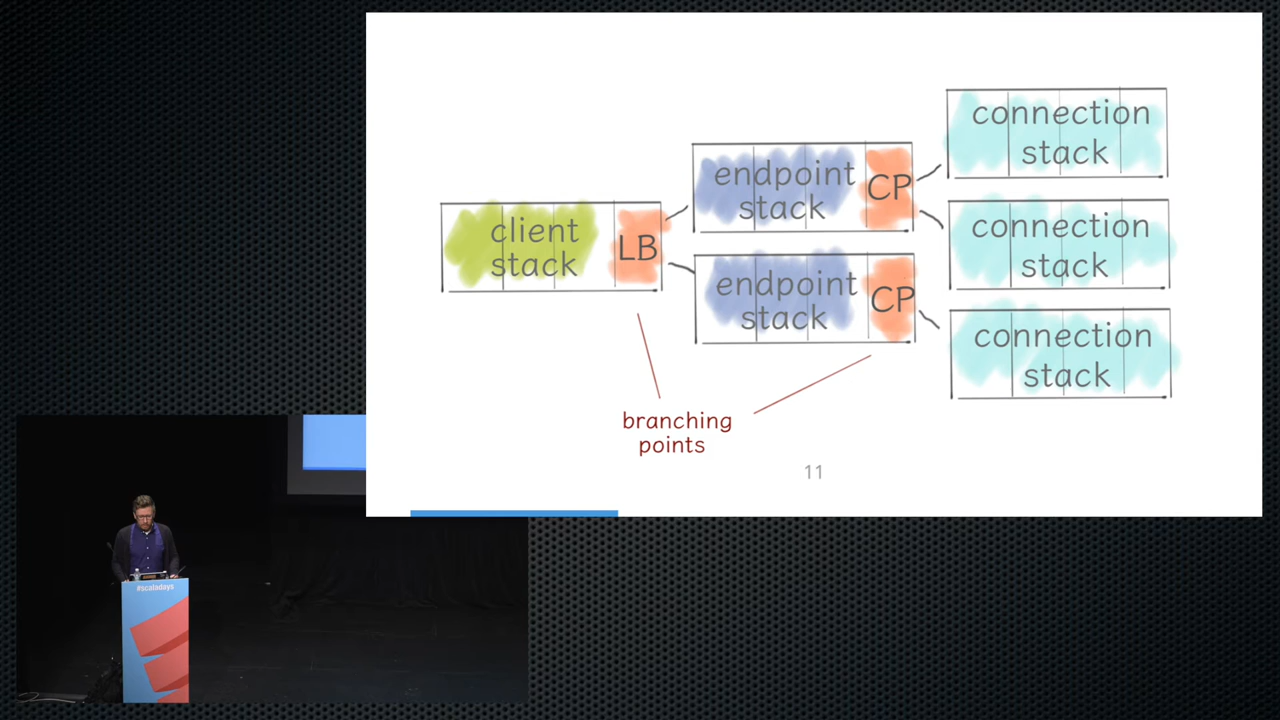 client
stack
LB
endpoint
stack
CP
endpoint
stack
CP
connection
stack
connection
stack
connection
stack
branching
points
11
#scaladays